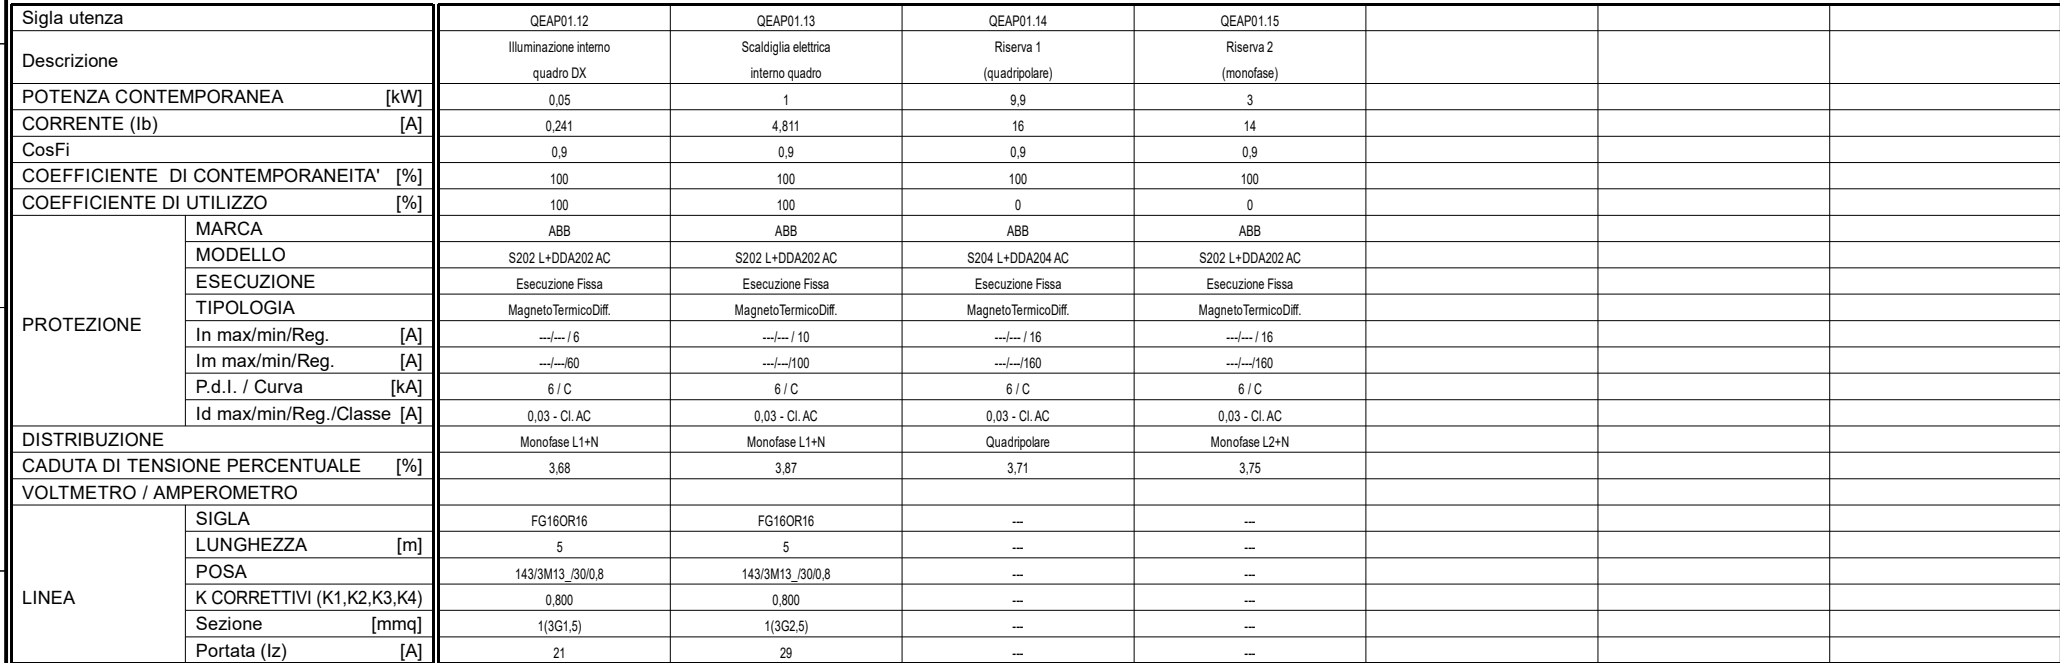 Sigla utenza QEAP01.12 QEAP01.13 QEAP01.14 QEAP01.15
Descrizione Illuminazione interno quadro DX Scaldiglia elettrica interno quadro Riserva 1 (quadripolare) Riserva 2 (monofase)
POTENZA CONTEMPORANEA [kW] 0,05 1 9,9 3
CORRENTE (Ib) [A] 0,241 4,811 16 14
CosFi 0,9 0,9 0,9 0,9
COEFFICIENTE DI CONTEMPORANEITA' [%] 100 100 100 100
COEFFICIENTE DI UTILIZZO [%] 100 100 0 0
PROTEZIONE
MARCA ABB ABB ABB ABB
MODELLO S202 L+DDA202 AC S202 L+DDA202 AC S204 L+DDA204 AC S202 L+DDA202 AC
ESECUZIONE Esecuzione Fissa Esecuzione Fissa Esecuzione Fissa Esecuzione Fissa
TIPOLOGIA MagnetoTermicoDiff. MagnetoTermicoDiff. MagnetoTermicoDiff. MagnetoTermicoDiff.
In max/min/Reg. [A] ---/--- / 6 ---/--- / 10 ---/--- / 16 ---/--- / 16
Im max/min/Reg. [A] ---/---/60 ---/---/100 ---/---/160 ---/---/160
P.d.I. / Curva [kA] 6 / C 6 / C 6 / C 6 / C
Id max/min/Reg./Classe [A] 0,03 - Cl. AC 0,03 - Cl. AC 0,03 - Cl. AC 0,03 - Cl. AC
DISTRIBUZIONE Monofase L1+N Monofase L1+N Quadripolare Monofase L2+N
CADUTA DI TENSIONE PERCENTUALE [%] 3,68 3,87 3,71 3,75
VOLTMETRO / AMPEROMETRO
LINEA
SIGLA FG16OR16 FG16OR16 --- ---
LUNGHEZZA [m] 5 5 --- ---
POSA 143/3M13_/30/0,8 143/3M13_/30/0,8 --- ---
K CORRETTIVI (K1,K2,K3,K4) 0,800 0,800 --- ---
Sezione [mmq] 1(3G1,5) 1(3G2,5) --- ---
Portata (Iz) [A] 21 29 --- ---